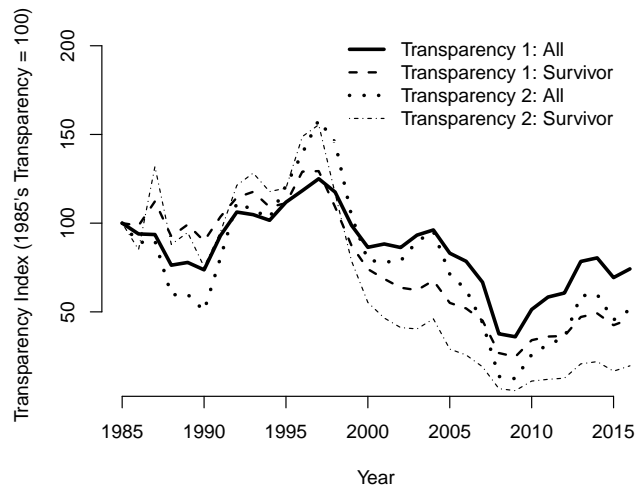 Transparency Index (1985's Transparency = 100)
200
150
100
50
Transparency 1: All
Transparency 1: Survivor
Transparency 2: All
Transparency 2: Survivor
1985 1990 1995 2000 2005 2010 2015
Year